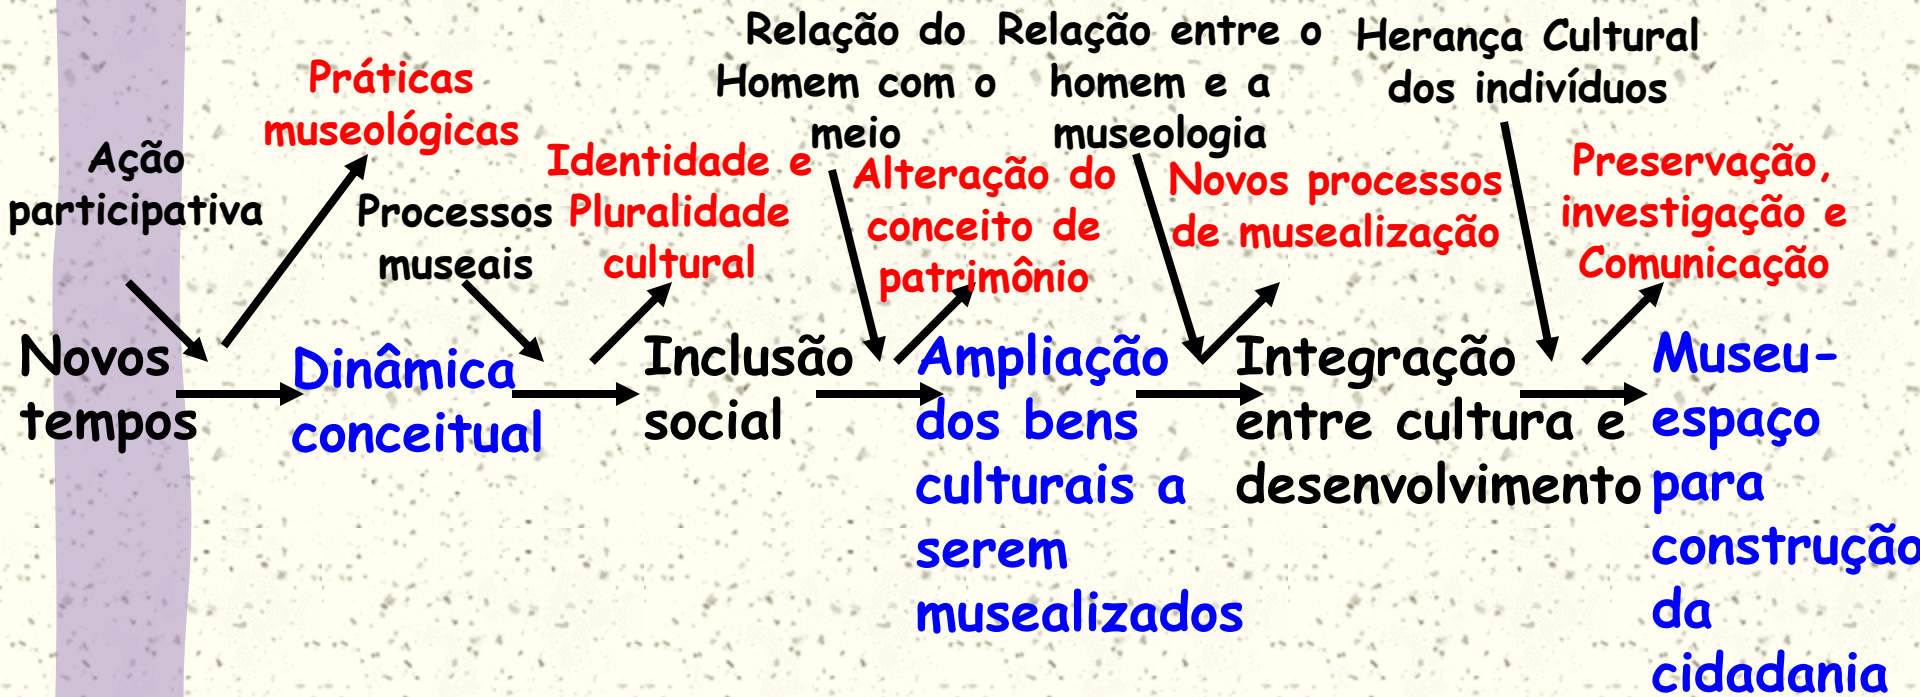 Relação do
Homem com o
meio
Relação entre o
homem e a
museologia
Herança Cultural
dos indivíduos
Práticas
museológicas
Ação
participativa
Processos
museais
Identidade e
Pluralidade
cultural
Alteração do
conceito de
patrimônio
Novos processos
de musealização
Preservação,
investigação e
Comunicação
Novos
tempos
Dinâmica
conceitual
Inclusão
social
Ampliação
dos bens
culturais a
serem
musealizados
Integração
entre cultura e
desenvolvimento
Museu-
espaço
para
construção
da
cidadania